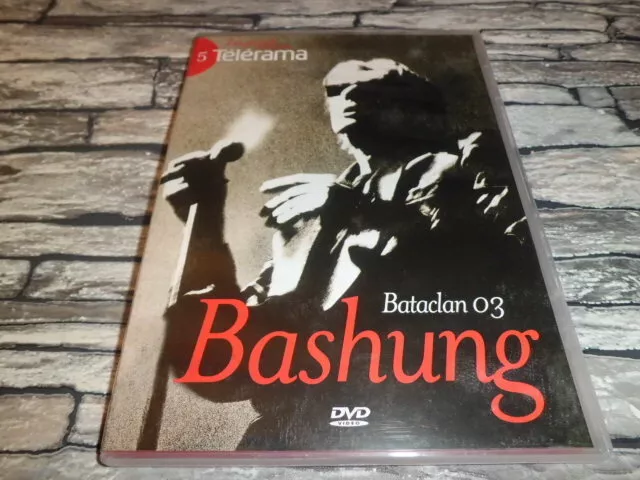 5 Télérama
Bataclan 03
Bashung
DVD
VIDEO